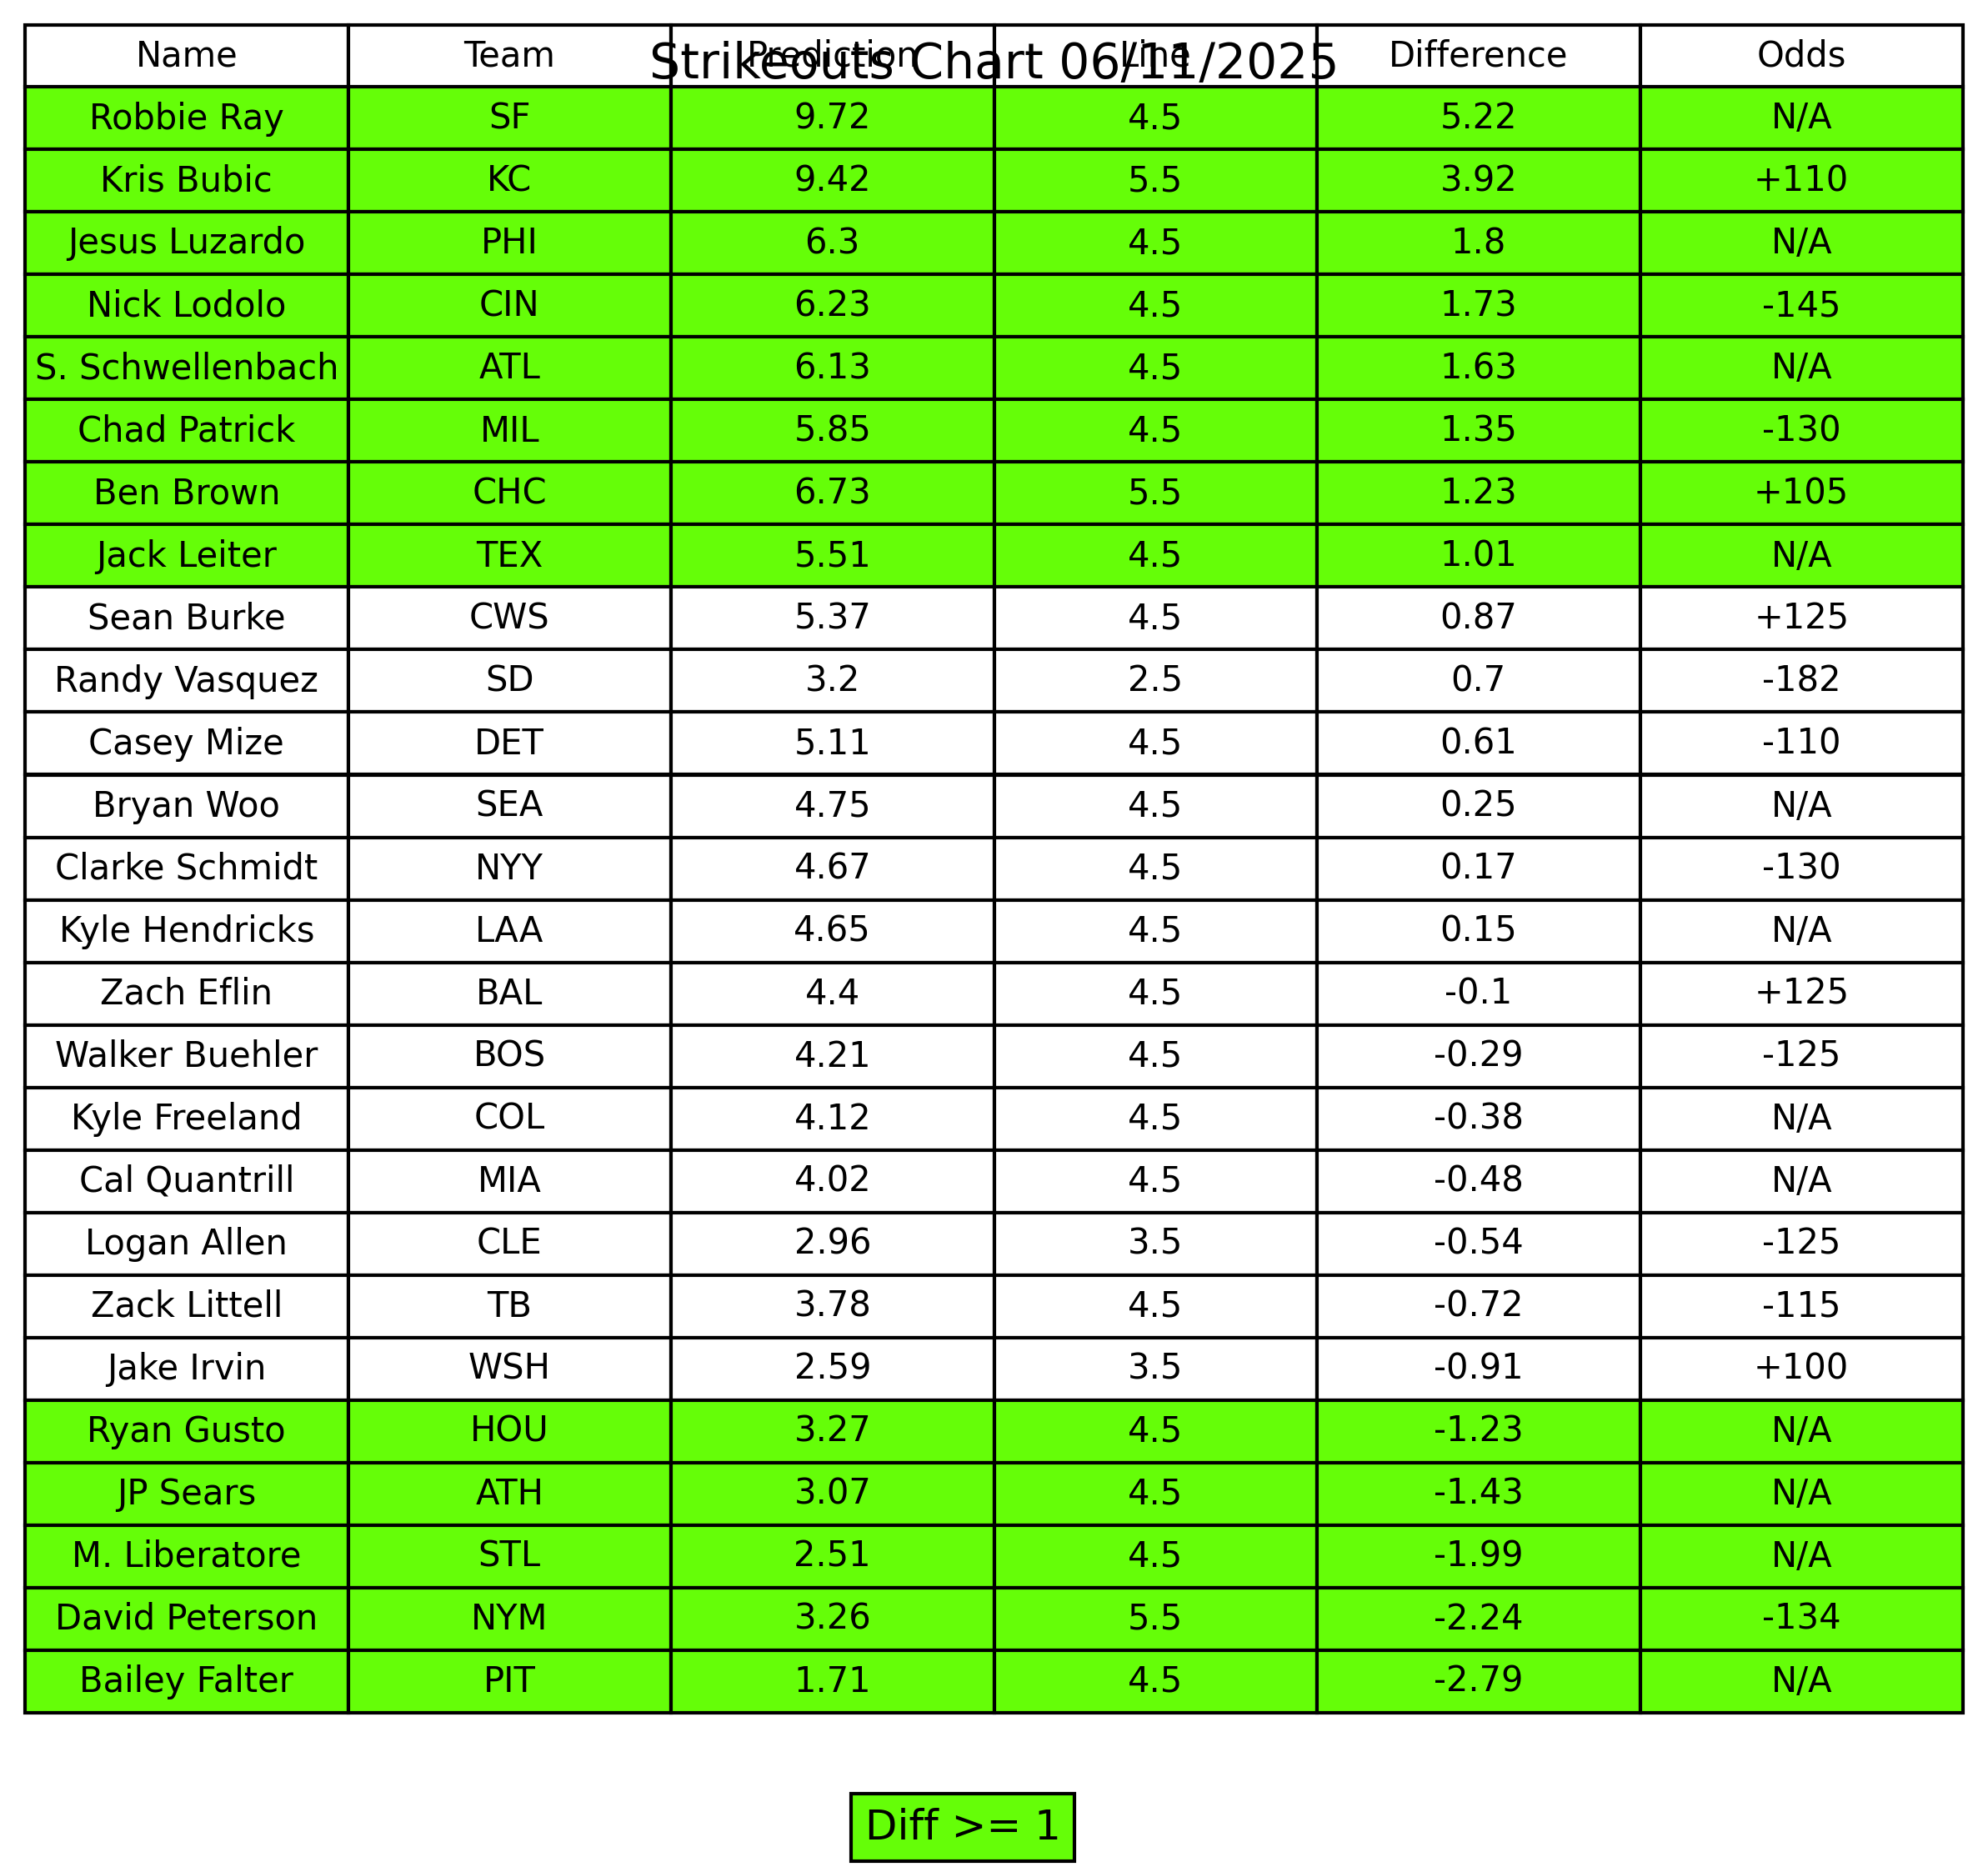 Strikeouts Chart 06/11/2025
Name Team Prediction Line Difference Odds
Robbie Ray SF 9.72 4.5 5.22 N/A
Kris Bubic KC 9.42 5.5 3.92 +110
Jesus Luzardo PHI 6.3 4.5 1.8 N/A
Nick Lodolo CIN 6.23 4.5 1.73 -145
S. Schwellenbach ATL 6.13 4.5 1.63 N/A
Chad Patrick MIL 5.85 4.5 1.35 -130
Ben Brown CHC 6.73 5.5 1.23 +105
Jack Leiter TEX 5.51 4.5 1.01 N/A
Sean Burke CWS 5.37 4.5 0.87 +125
Randy Vasquez SD 3.2 2.5 0.7 -182
Casey Mize DET 5.11 4.5 0.61 -110
Bryan Woo SEA 4.75 4.5 0.25 N/A
Clarke Schmidt NYY 4.67 4.5 0.17 -130
Kyle Hendricks LAA 4.65 4.5 0.15 N/A
Zach Eflin BAL 4.4 4.5 -0.1 +125
Walker Buehler BOS 4.21 4.5 -0.29 -125
Kyle Freeland COL 4.12 4.5 -0.38 N/A
Cal Quantrill MIA 4.02 4.5 -0.48 N/A
Logan Allen CLE 2.96 3.5 -0.54 -125
Zack Littell TB 3.78 4.5 -0.72 -115
Jake Irvin WSH 2.59 3.5 -0.91 +100
Ryan Gusto HOU 3.27 4.5 -1.23 N/A
JP Sears ATH 3.07 4.5 -1.43 N/A
M. Liberatore STL 2.51 4.5 -1.99 N/A
David Peterson NYM 3.26 5.5 -2.24 -134
Bailey Falter PIT 1.71 4.5 -2.79 N/A
Diff >= 1